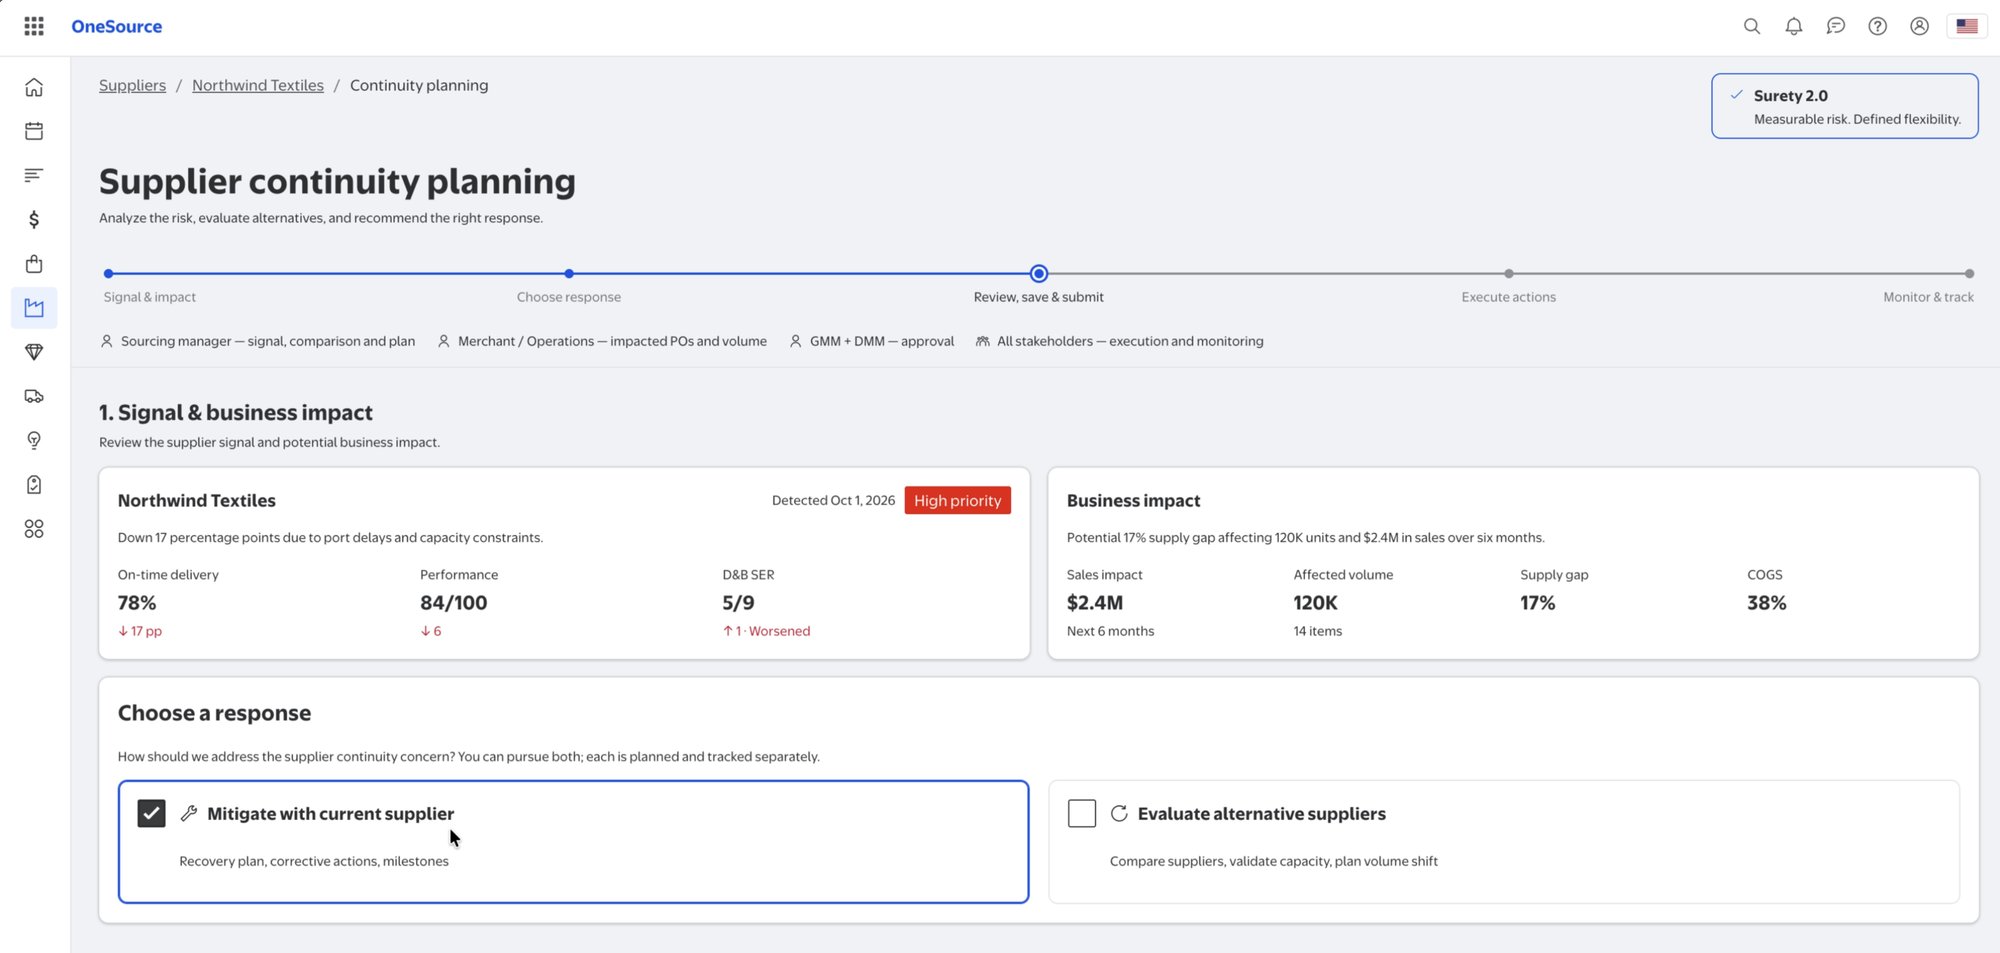 OneSource
Suppliers / Northwind Textiles / Continuity planning
Surety 2.0
Measurable risk. Defined flexibility.
Supplier continuity planning
Analyze the risk, evaluate alternatives, and recommend the right response.
Signal & impact
Choose response
Review, save & submit
Execute actions
Monitor & track
Sourcing manager — signal, comparison and plan
Merchant / Operations — impacted POs and volume
GMM + DMM — approval
All stakeholders — execution and monitoring
1. Signal & business impact
Review the supplier signal and potential business impact.
Northwind Textiles
Detected Oct 1, 2026
High priority
Down 17 percentage points due to port delays and capacity constraints.
On-time delivery
78%
↓ 17 pp
Performance
84/100
↓ 6
D&B SER
5/9
↑ 1 · Worsened
Business impact
Potential 17% supply gap affecting 120K units and $2.4M in sales over six months.
Sales impact
$2.4M
Next 6 months
Affected volume
120K
14 items
Supply gap
17%
COGS
38%
Choose a response
How should we address the supplier continuity concern? You can pursue both; each is planned and tracked separately.
Mitigate with current supplier
Recovery plan, corrective actions, milestones
Evaluate alternative suppliers
Compare suppliers, validate capacity, plan volume shift